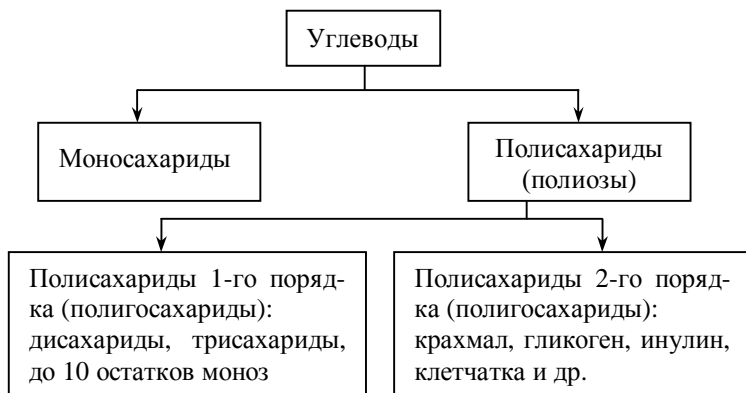 Углеводы
Моносахариды
Полисахариды
(полиозы)
Полисахариды 1-го поряд-
ка (полигосахариды):
дисахариды, трисахариды,
до 10 остатков моноз
Полисахариды 2-го поряд-
ка (полигосахариды):
крахмал, гликоген, инулин,
клетчатка и др.